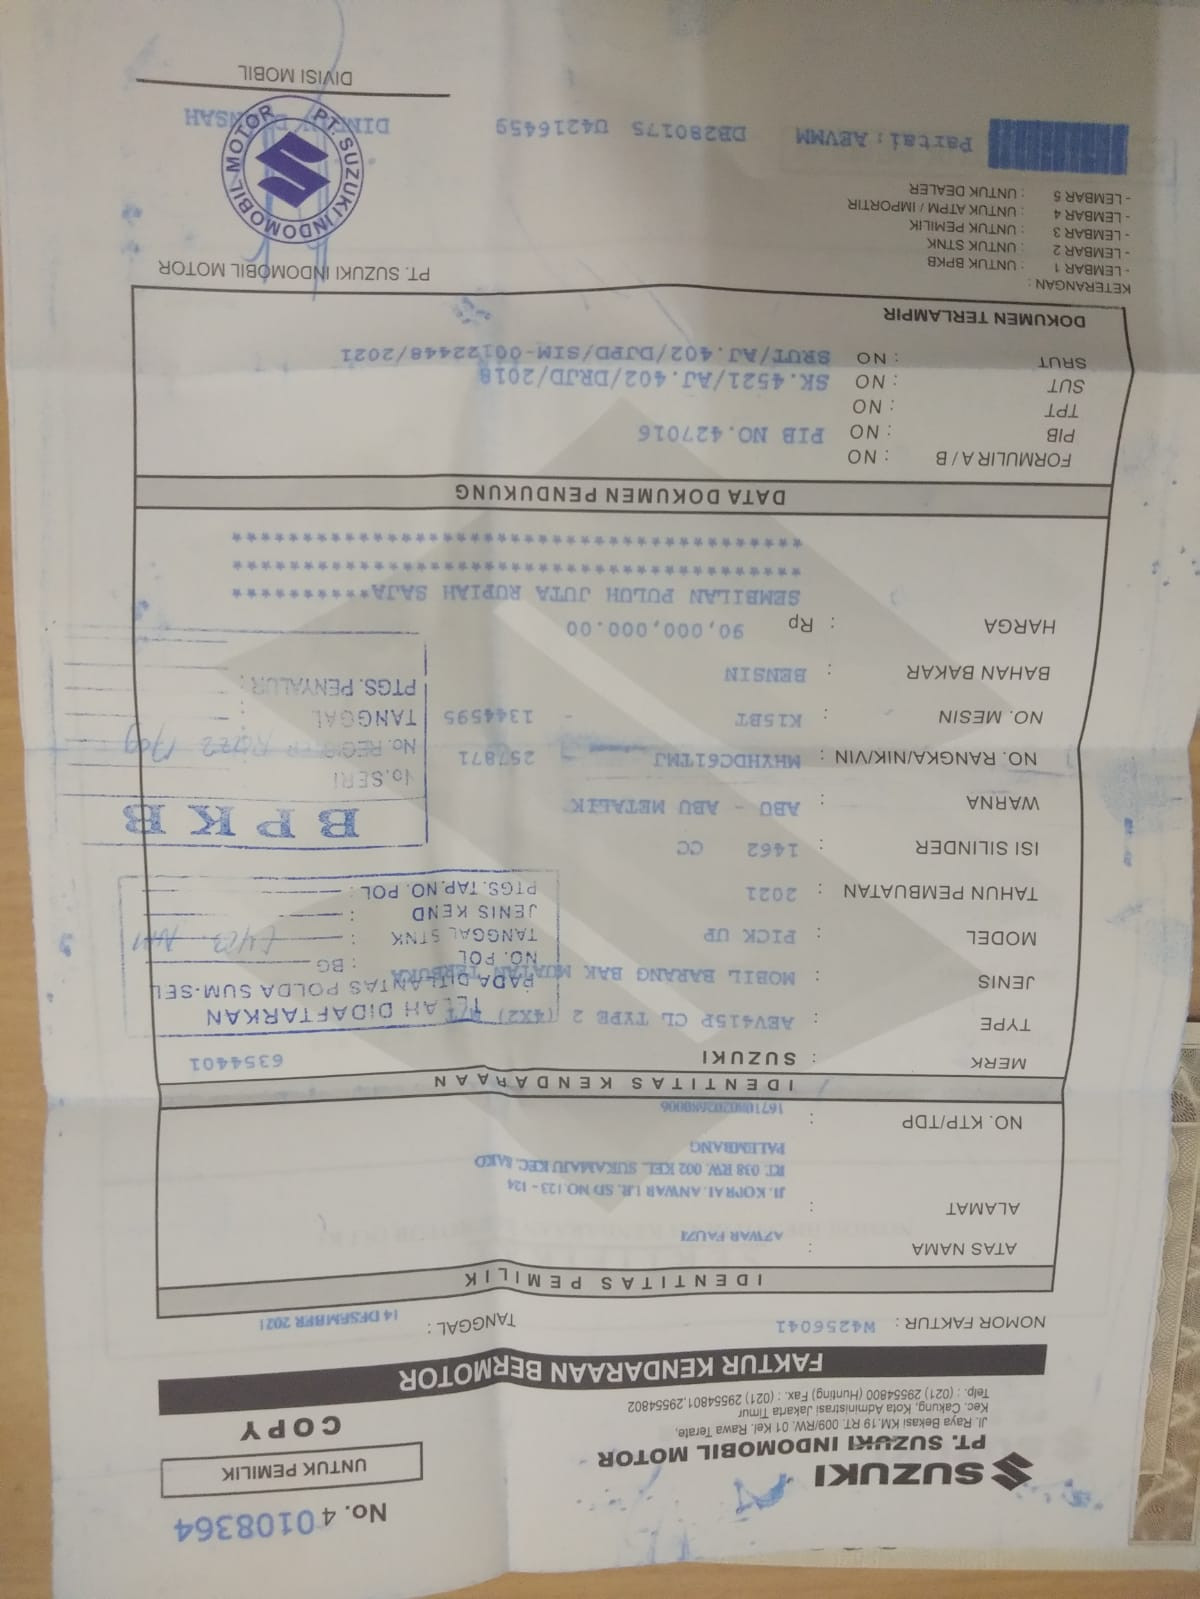 No. 4 0108364
SUZUKI
UNTUK PEMILIK
PT. SUZUKI INDOMOBIL MOTOR
COPY
Jl. Raya Bekasi KM.19 RT. 009/RW. 01 Kel. Rawa Terate,
Kec. Cakung, Kota Administrasi Jakarta Timur
Telp. : (021) 29554800 (Hunting) Fax. : (021) 29554801,29554802
FAKTUR KENDARAAN BERMOTOR
NOMOR FAKTUR : W4256041 TANGGAL : 14 DESEMBER 2021
IDENTITAS PEMILIK
ATAS NAMA : AZWAR FAUZI
ALAMAT : JL KOPRAL ANWAR LR. SD NO.123 - 124
RT. 038 RW. 002 KEL. SUKAMAJU KEC. SAKO
PALEMBANG
NO. KTP/TDP :
IDENTITAS KENDARAAN
MERK : SUZUKI 6354401
TYPE : AEV415P CL TYPE 2 (4X2) M/T
JENIS : MOBIL BARANG BAK MUATAN TERBUKA
MODEL : PICK UP
TAHUN PEMBUATAN : 2021
ISI SILINDER : 1462 CC
WARNA : ABU - ABU METALIK
NO. RANGKA/NIK/VIN : MHYHDC61TMJ - 257871
NO. MESIN : K15BT - 1344595
BAHAN BAKAR : BENSIN
HARGA : Rp 90,000,000.00
SEMBILAN PULUH JUTA RUPIAH SAJA***********
****************************************
****************************************
TELAH DIDAFTARKAN
PADA DITLANTAS POLDA SUM-SEL
NO. POL : BG
TANGGAL STNK :
JENIS KEND :
PTGS. TAP. NO. POL :
BPKB
No. SERI
No. REGISTER
TANGGAL :
PTGS. PENYALUR :
DATA DOKUMEN PENDUKUNG
FORMULIR A / B : NO
PIB : NO PIB NO.427016
TPT : NO
SUT : NO SK.4521/AJ.402/DRJD/2018
SRUT : NO SRUT/AJ.402/DJPD/SIM-00122448/2021
DOKUMEN TERLAMPIR
KETERANGAN :
- LEMBAR 1 : UNTUK BPKB
- LEMBAR 2 : UNTUK STNK
- LEMBAR 3 : UNTUK PEMILIK
- LEMBAR 4 : UNTUK ATPM / IMPORTIR
- LEMBAR 5 : UNTUK DEALER
PT. SUZUKI INDOMOBIL MOTOR
PT. SUZUKI INDOMOBIL MOTOR
Partai: AEVMM DB280175 U4216459
DIVISI MOBIL